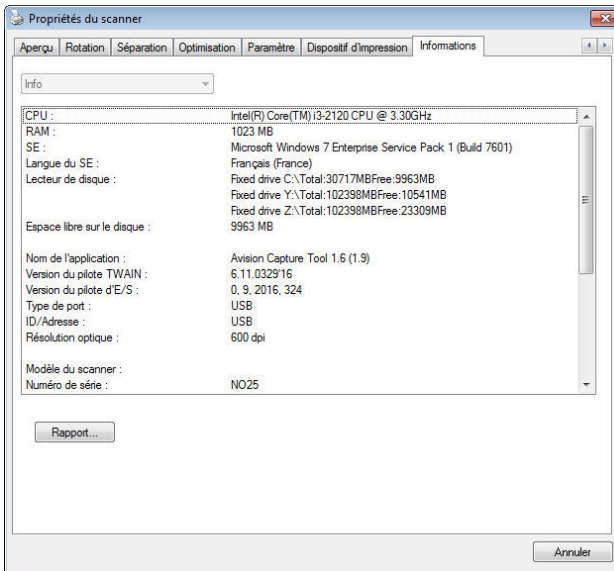 Propriétés du scanner
Aperçu Rotation Séparation Optimisation Paramètre Dispositif d'impression Informations
Info
CPU : Intel(R) Core(TM) i3-2120 CPU @ 3.30GHz
RAM : 1023 MB
SE : Microsoft Windows 7 Enterprise Service Pack 1 (Build 7601)
Langue du SE : Français (France)
Lecteur de disque : Fixed drive C:\Total:30717MBFree:9963MB
Fixed drive Y:\Total:102398MBFree:10541MB
Fixed drive Z:\Total:102398MBFree:23309MB
Espace libre sur le disque : 9963 MB
Nom de l'application : Avision Capture Tool 1.6 (1.9)
Version du pilote TWAIN : 6.11.0329'16
Version du pilote d'E/S : 0, 9, 2016, 324
Type de port : USB
ID/Adresse : USB
Résolution optique : 600 dpi
Modèle du scanner :
Numéro de série : NO25
Rapport...
Annuler